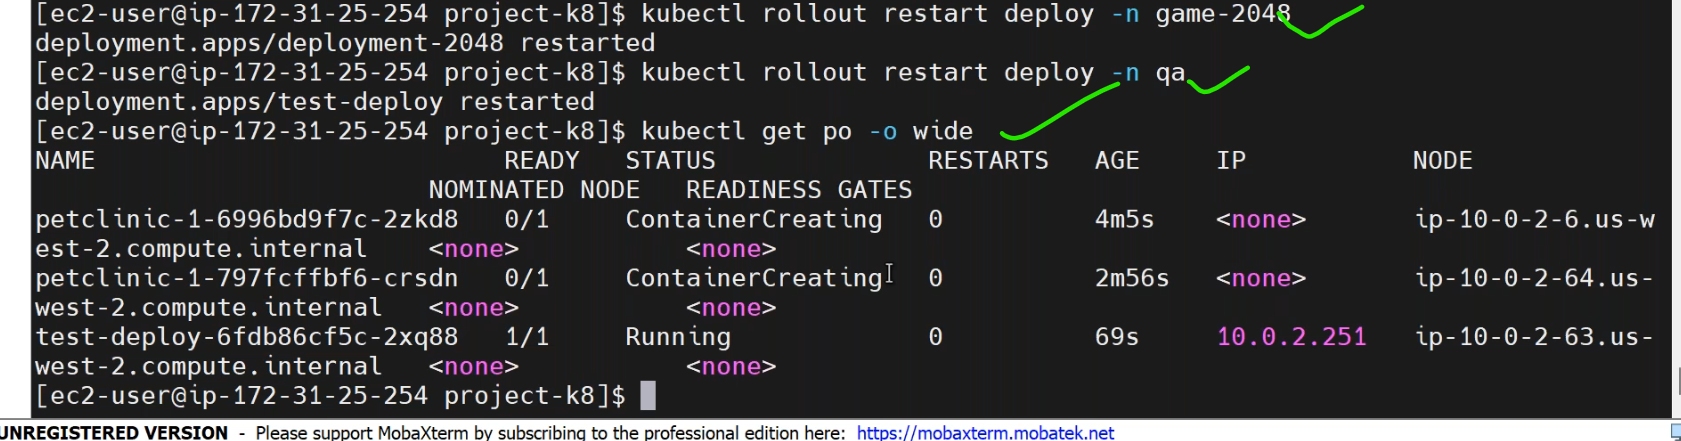 [ec2-user@ip-172-31-25-254 project-k8]$ kubectl rollout restart deploy -n game-2048
deployment.apps/deployment-2048 restarted
[ec2-user@ip-172-31-25-254 project-k8]$ kubectl rollout restart deploy -n qa
deployment.apps/test-deploy restarted
[ec2-user@ip-172-31-25-254 project-k8]$ kubectl get po -o wide
NAME READY STATUS RESTARTS AGE IP NODE
NOMINATED NODE READINESS GATES
petclinic-1-6996bd9f7c-2zkd8 0/1 ContainerCreating 0 4m5s <none> ip-10-0-2-6.us-w
est-2.compute.internal <none> <none>
petclinic-1-797fcffbf6-crsdn 0/1 ContainerCreating 0 2m56s <none> ip-10-0-2-64.us-
west-2.compute.internal <none> <none>
test-deploy-6fdb86cf5c-2xq88 1/1 Running 0 69s 10.0.2.251 ip-10-0-2-63.us-
west-2.compute.internal <none> <none>
[ec2-user@ip-172-31-25-254 project-k8]$
UNREGISTERED VERSION - Please support MobaXterm by subscribing to the professional edition here: https://mobaxterm.mobatek.net